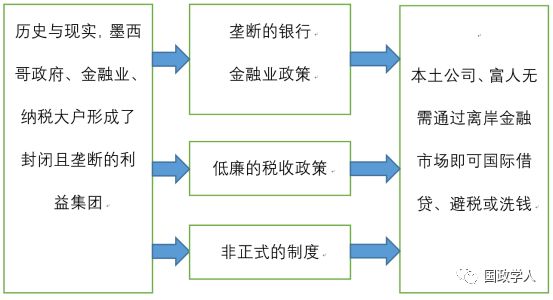 历史与现实，墨西
哥政府、金融业、
纳税大户形成了
封闭且垄断的利
益集团
垄断的银行
金融业政策
低廉的税收政策
非正式的制度
本土公司、富人无
需通过离岸金融
市场即可国际借
贷、避税或洗钱
国政学人